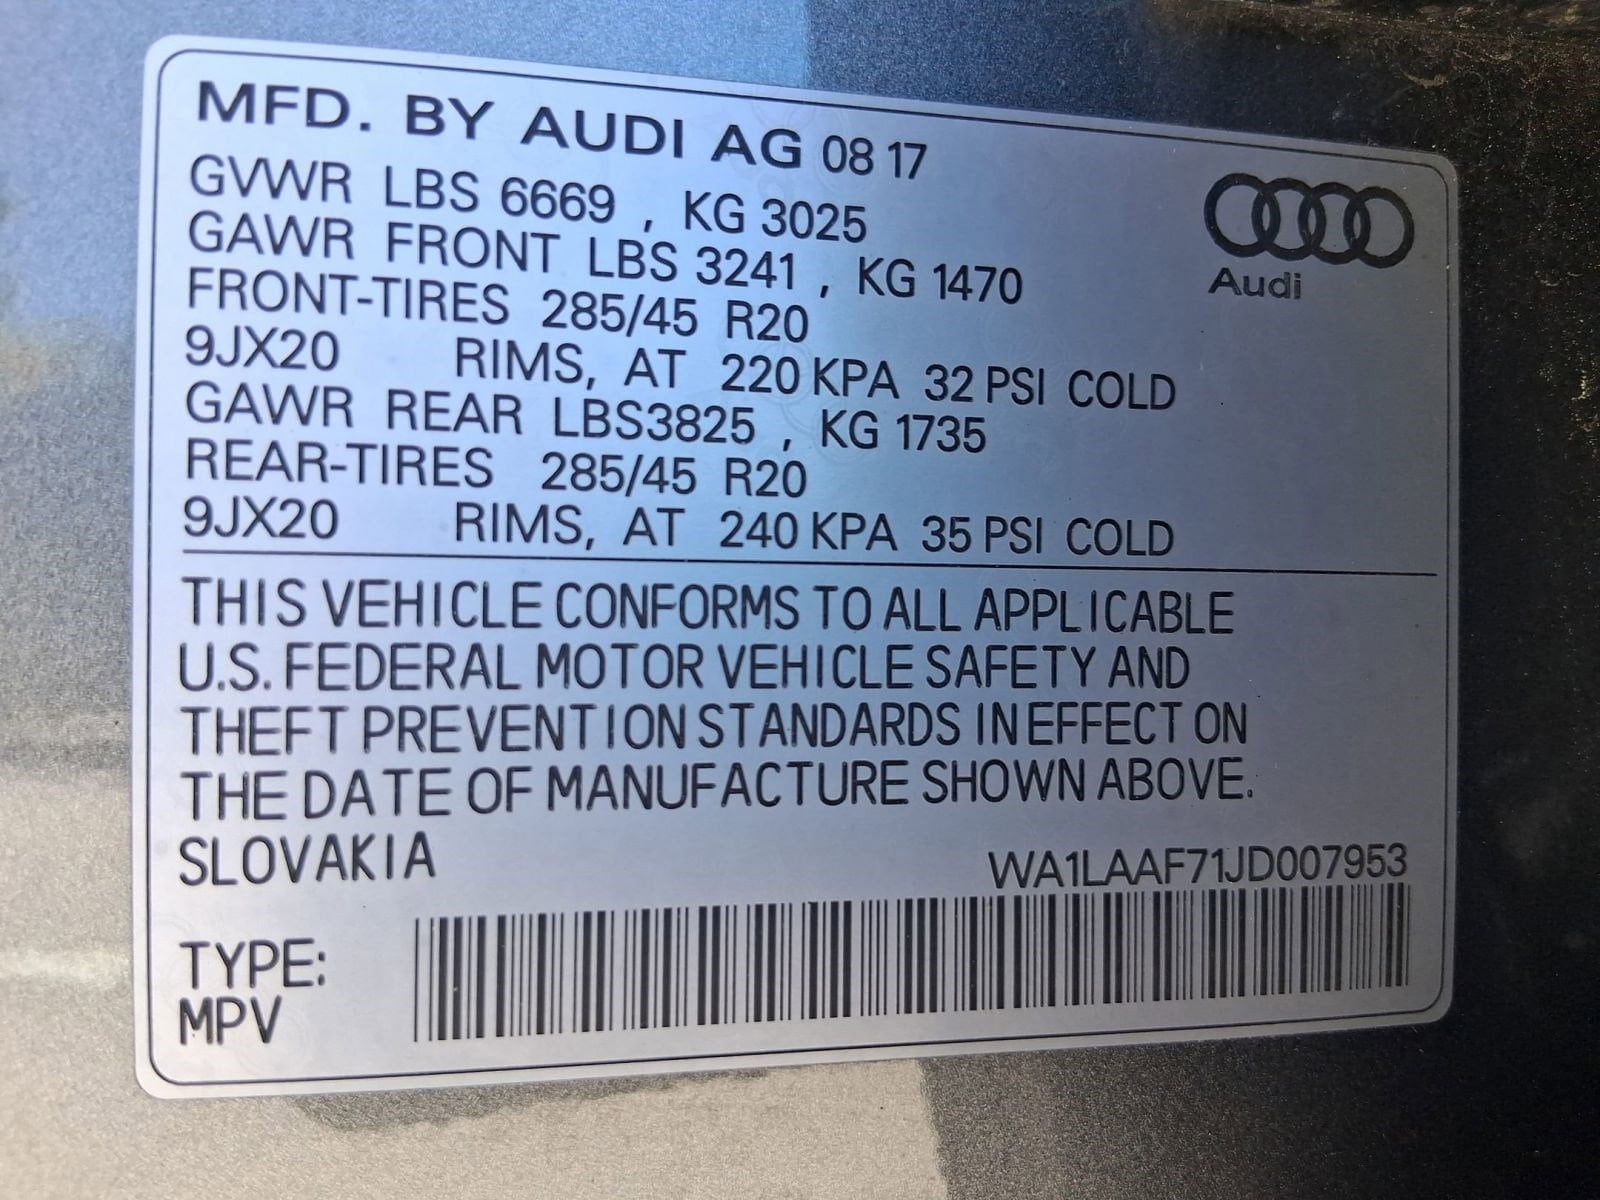 MFD. BY AUDI AG 08 17
GVWR LBS 6669 , KG 3025
GAWR FRONT LBS 3241 , KG 1470
FRONT-TIRES 285/45 R20
9JX20 RIMS, AT 220 KPA 32 PSI COLD
GAWR REAR LBS3825 , KG 1735
REAR-TIRES 285/45 R20
9JX20 RIMS, AT 240 KPA 35 PSI COLD
Audi
THIS VEHICLE CONFORMS TO ALL APPLICABLE
U.S. FEDERAL MOTOR VEHICLE SAFETY AND
THEFT PREVENTION STANDARDS IN EFFECT ON
THE DATE OF MANUFACTURE SHOWN ABOVE.
SLOVAKIA
WA1LAAF71JD007953
TYPE:
MPV